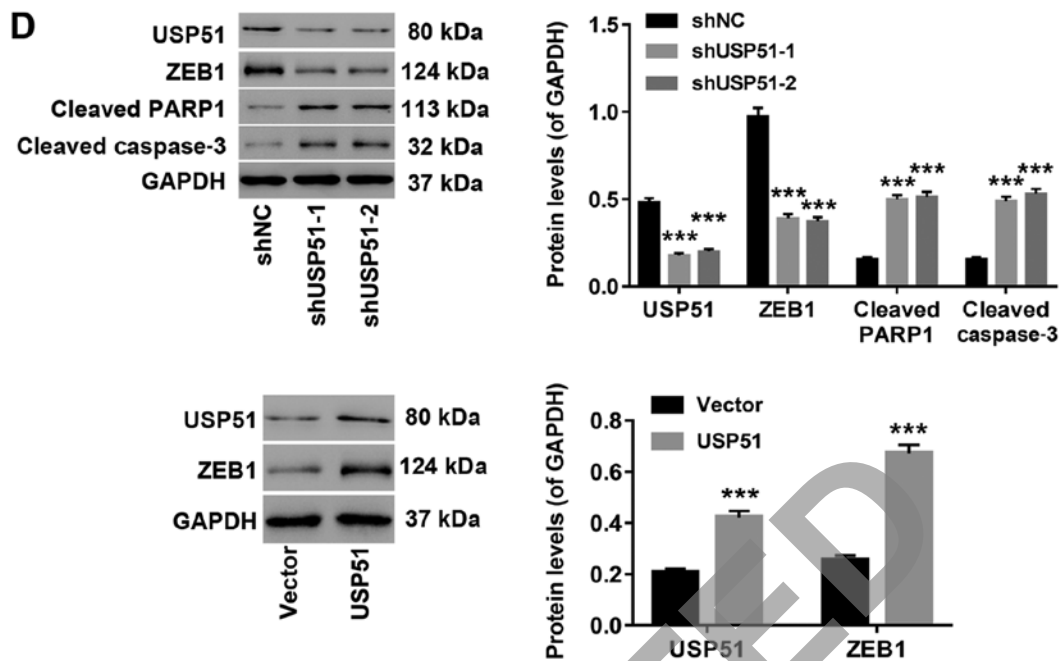 D
USP51 80 kDa
ZEB1 124 kDa
Cleaved PARP1 113 kDa
Cleaved caspase-3 32 kDa
GAPDH 37 kDa
shNC
shUSP51-1
shUSP51-2
Protein levels (of GAPDH)
1.5
1.0
0.5
0.0
shNC
shUSP51-1
shUSP51-2
*** *** *** *** *** *** *** ***
USP51 ZEB1 Cleaved PARP1 Cleaved caspase-3
USP51 80 kDa
ZEB1 124 kDa
GAPDH 37 kDa
Vector
USP51
Protein levels (of GAPDH)
0.8
0.6
0.4
0.2
0.0
Vector
USP51
*** ***
USP51 ZEB1